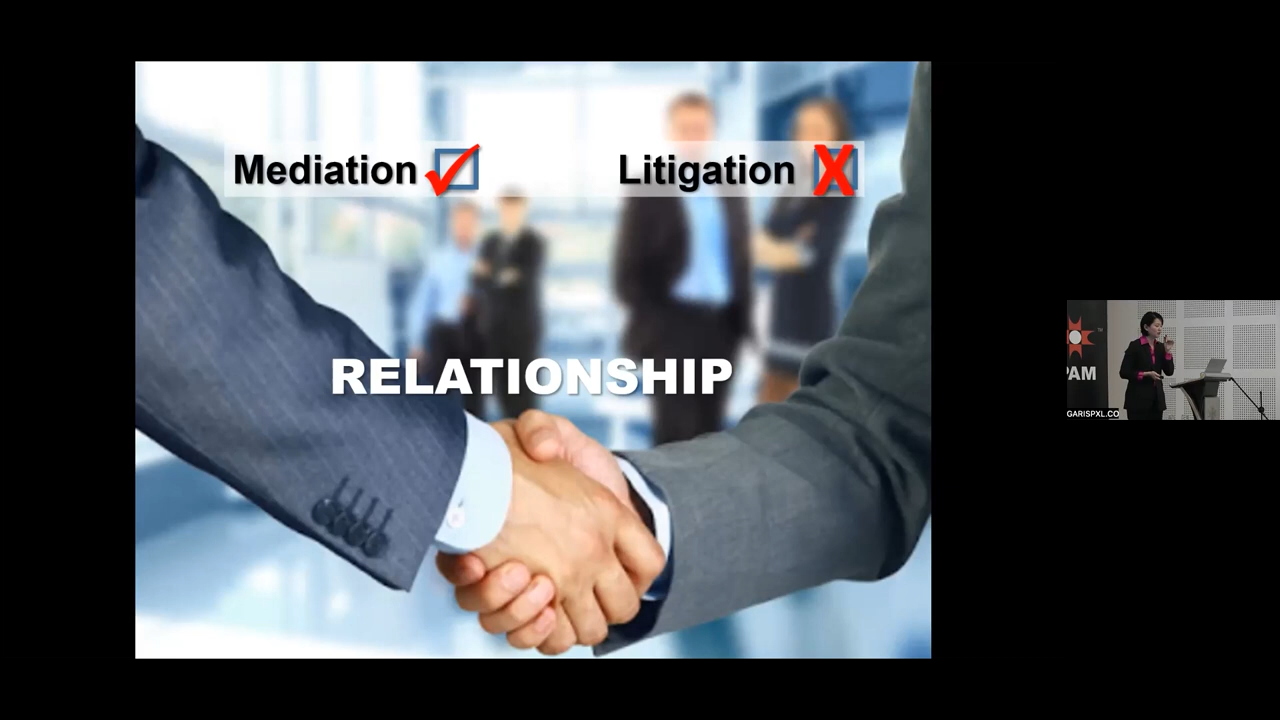 Mediation
Litigation X
RELATIONSHIP
PAM
GARISPXL.CO